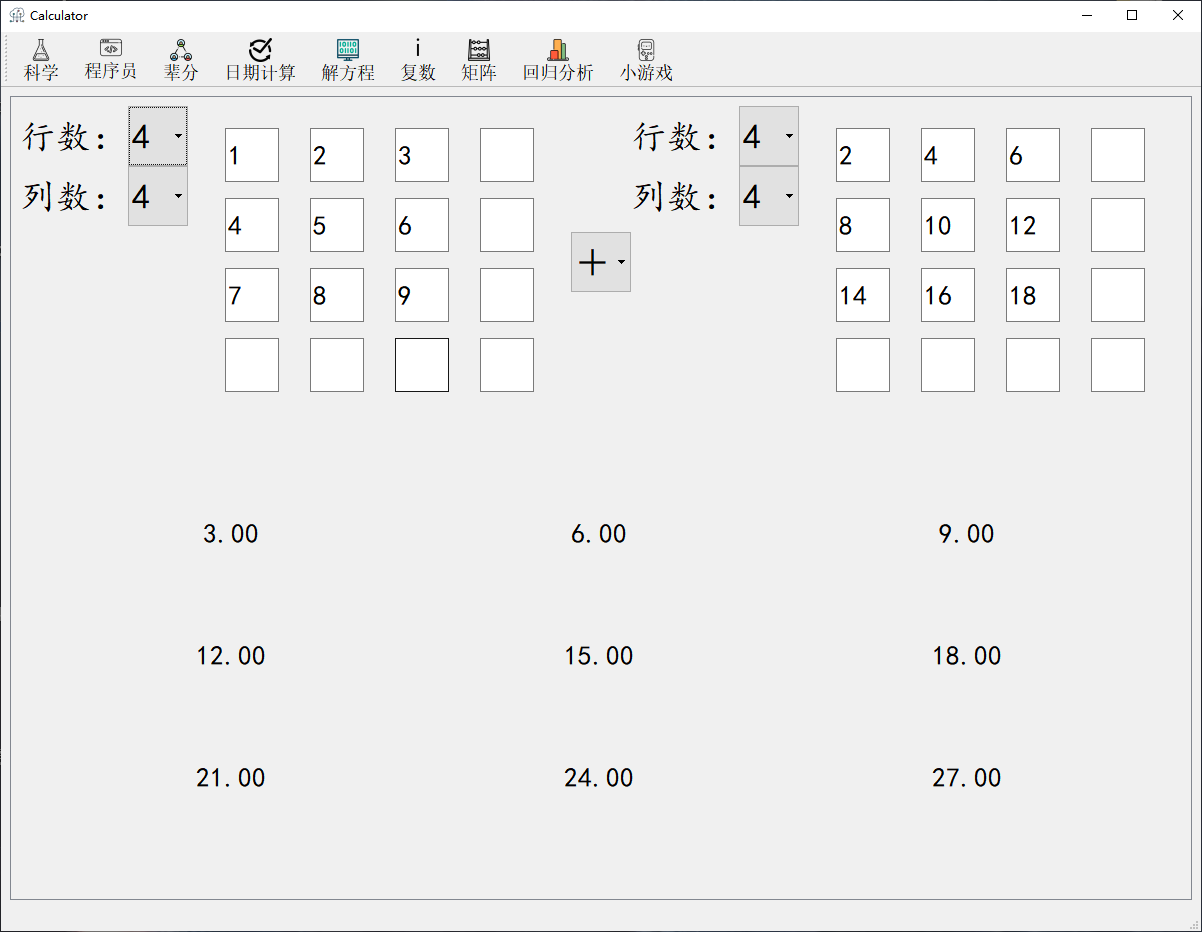 Calculator
科学 程序员 辈分 日期计算 解方程 复数 矩阵 回归分析 小游戏
行数： 4 行数： 4
1 2 3 2 4 6
列数： 4 列数： 4
4 5 6 8 10 12
+
7 8 9 14 16 18
3.00 6.00 9.00
12.00 15.00 18.00
21.00 24.00 27.00